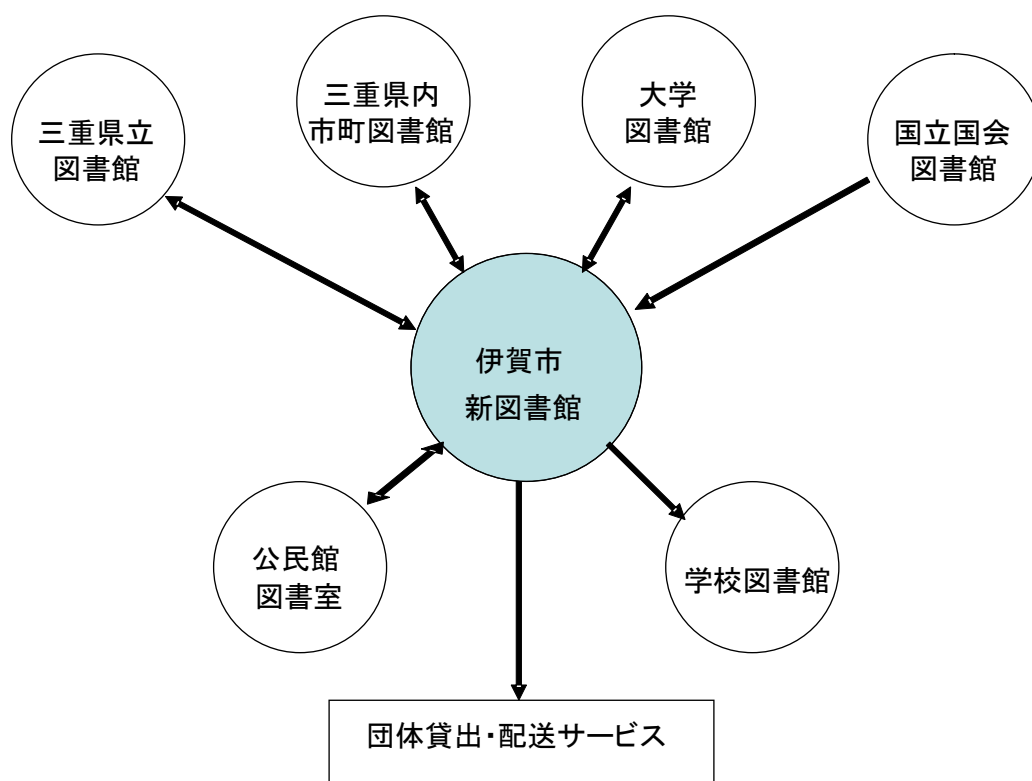 三重県立
図書館
三重県内
市町図書館
大学
図書館
国立国会
図書館
伊賀市
新図書館
公民館
図書室
学校図書館
団体貸出・配送サービス